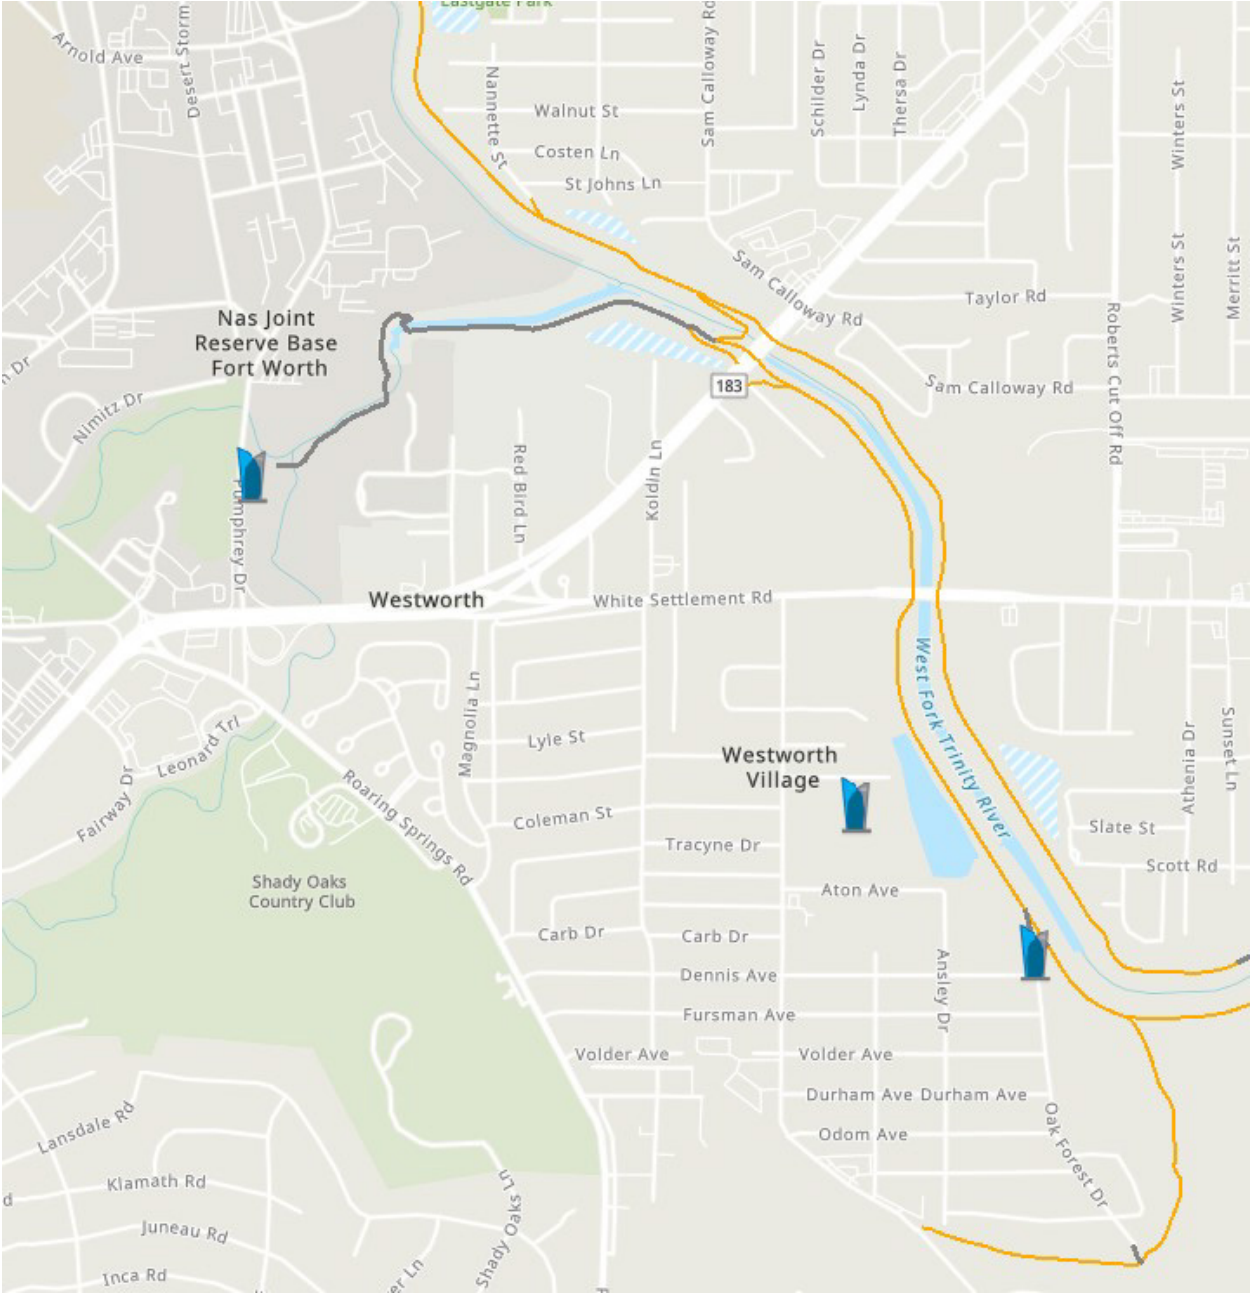 Eastgate Park
Arnold Ave
Desert Storm
Nannette St
Walnut St
Costen Ln
St Johns Ln
Sam Calloway Rd
Schilder Dr
Lynda Dr
Thersa Dr
Winters St
Winters St
Merritt St
Sam Calloway Rd
Taylor Rd
Roberts Cut Off Rd
Sam Calloway Rd
Nas Joint
Reserve Base
Fort Worth
n Dr
Nimitz Dr
183
Red Bird Ln
Koldin Ln
Pumphrey Dr
Westworth
White Settlement Rd
West Fork Trinity River
Magnolia Ln
Lyle St
Leonard Trl
Fairway Dr
Roaring Springs Rd
Coleman St
Westworth
Village
Athenia Dr
Sunset Ln
Slate St
Scott Rd
Tracyne Dr
Aton Ave
Shady Oaks
Country Club
Carb Dr
Carb Dr
Dennis Ave
Ansley Dr
Fursman Ave
Volder Ave
Volder Ave
Durham Ave
Durham Ave
Odom Ave
Oak Forest Dr
Lansdale Rd
Klamath Rd
d
Juneau Rd
Inca Rd
er Ln
Shady Oaks Ln